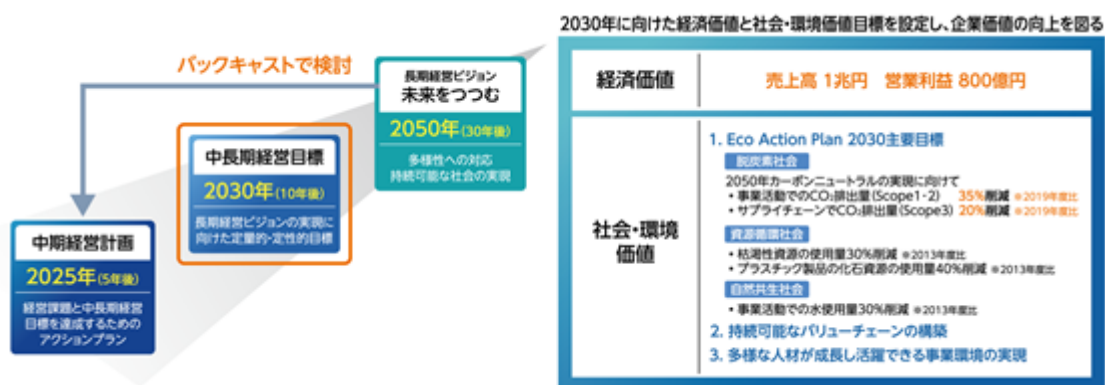 バックキャストで検討
長期経営ビジョン
未来をつつむ
2050年(30年後)
多様性への対応
持続可能な社会の実現
中長期経営目標
2030年(10年後)
長期経営ビジョンの実現に
向けた定量的・定性的目標
中期経営計画
2025年(5年後)
経営課題と中長期経営
目標を達成するための
アクションプラン
2030年に向けた経済価値と社会・環境価値目標を設定し、企業価値の向上を図る
経済価値
売上高 1兆円 営業利益 800億円
社会・環境
価値
1. Eco Action Plan 2030主要目標
脱炭素社会
2050年カーボンニュートラルの実現に向けて
・事業活動でのCO₂排出量(Scope1・2) 35%削減 ※2019年度比
・サプライチェーンでCO₂排出量(Scope3) 20%削減 ※2019年度比
資源循環社会
・枯渇性資源の使用量30%削減 ※2013年度比
・プラスチック製品の化石資源の使用量40%削減 ※2013年度比
自然共生社会
・事業活動での水使用量30%削減 ※2013年度比
2. 持続可能なバリューチェーンの構築
3. 多様な人材が成長し活躍できる事業環境の実現